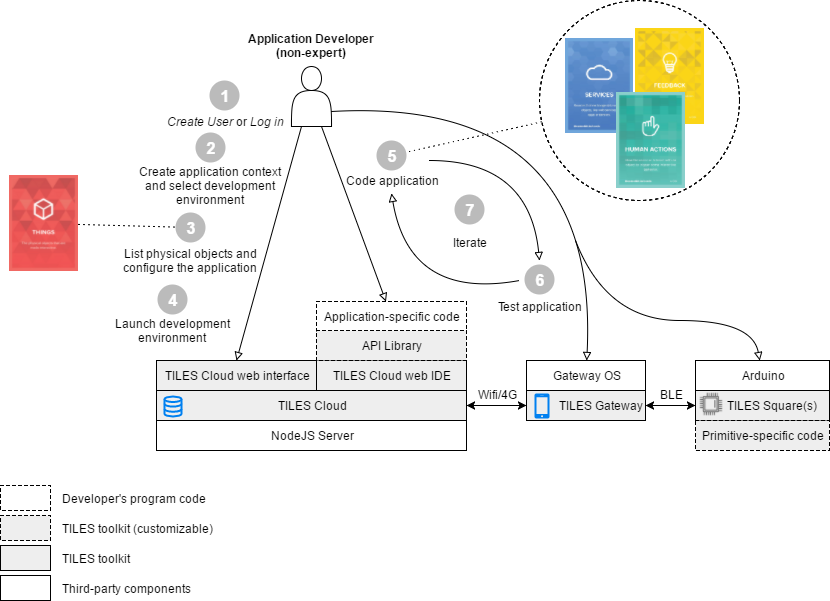 Application Developer
(non-expert)
1
Create User or Log in
2
Create application context
and select development
environment
3
List physical objects and
configure the application
4
Launch development
environment
THINGS
5
Code application
7
Iterate
6
Test application
SERVICES
FEEDBACK
HUMAN ACTIONS
Application-specific code
API Library
TILES Cloud web interface
TILES Cloud web IDE
TILES Cloud
NodeJS Server
Wifi/4G
Gateway OS
TILES Gateway
BLE
Arduino
TILES Square(s)
Primitive-specific code
Developer's program code
TILES toolkit (customizable)
TILES toolkit
Third-party components